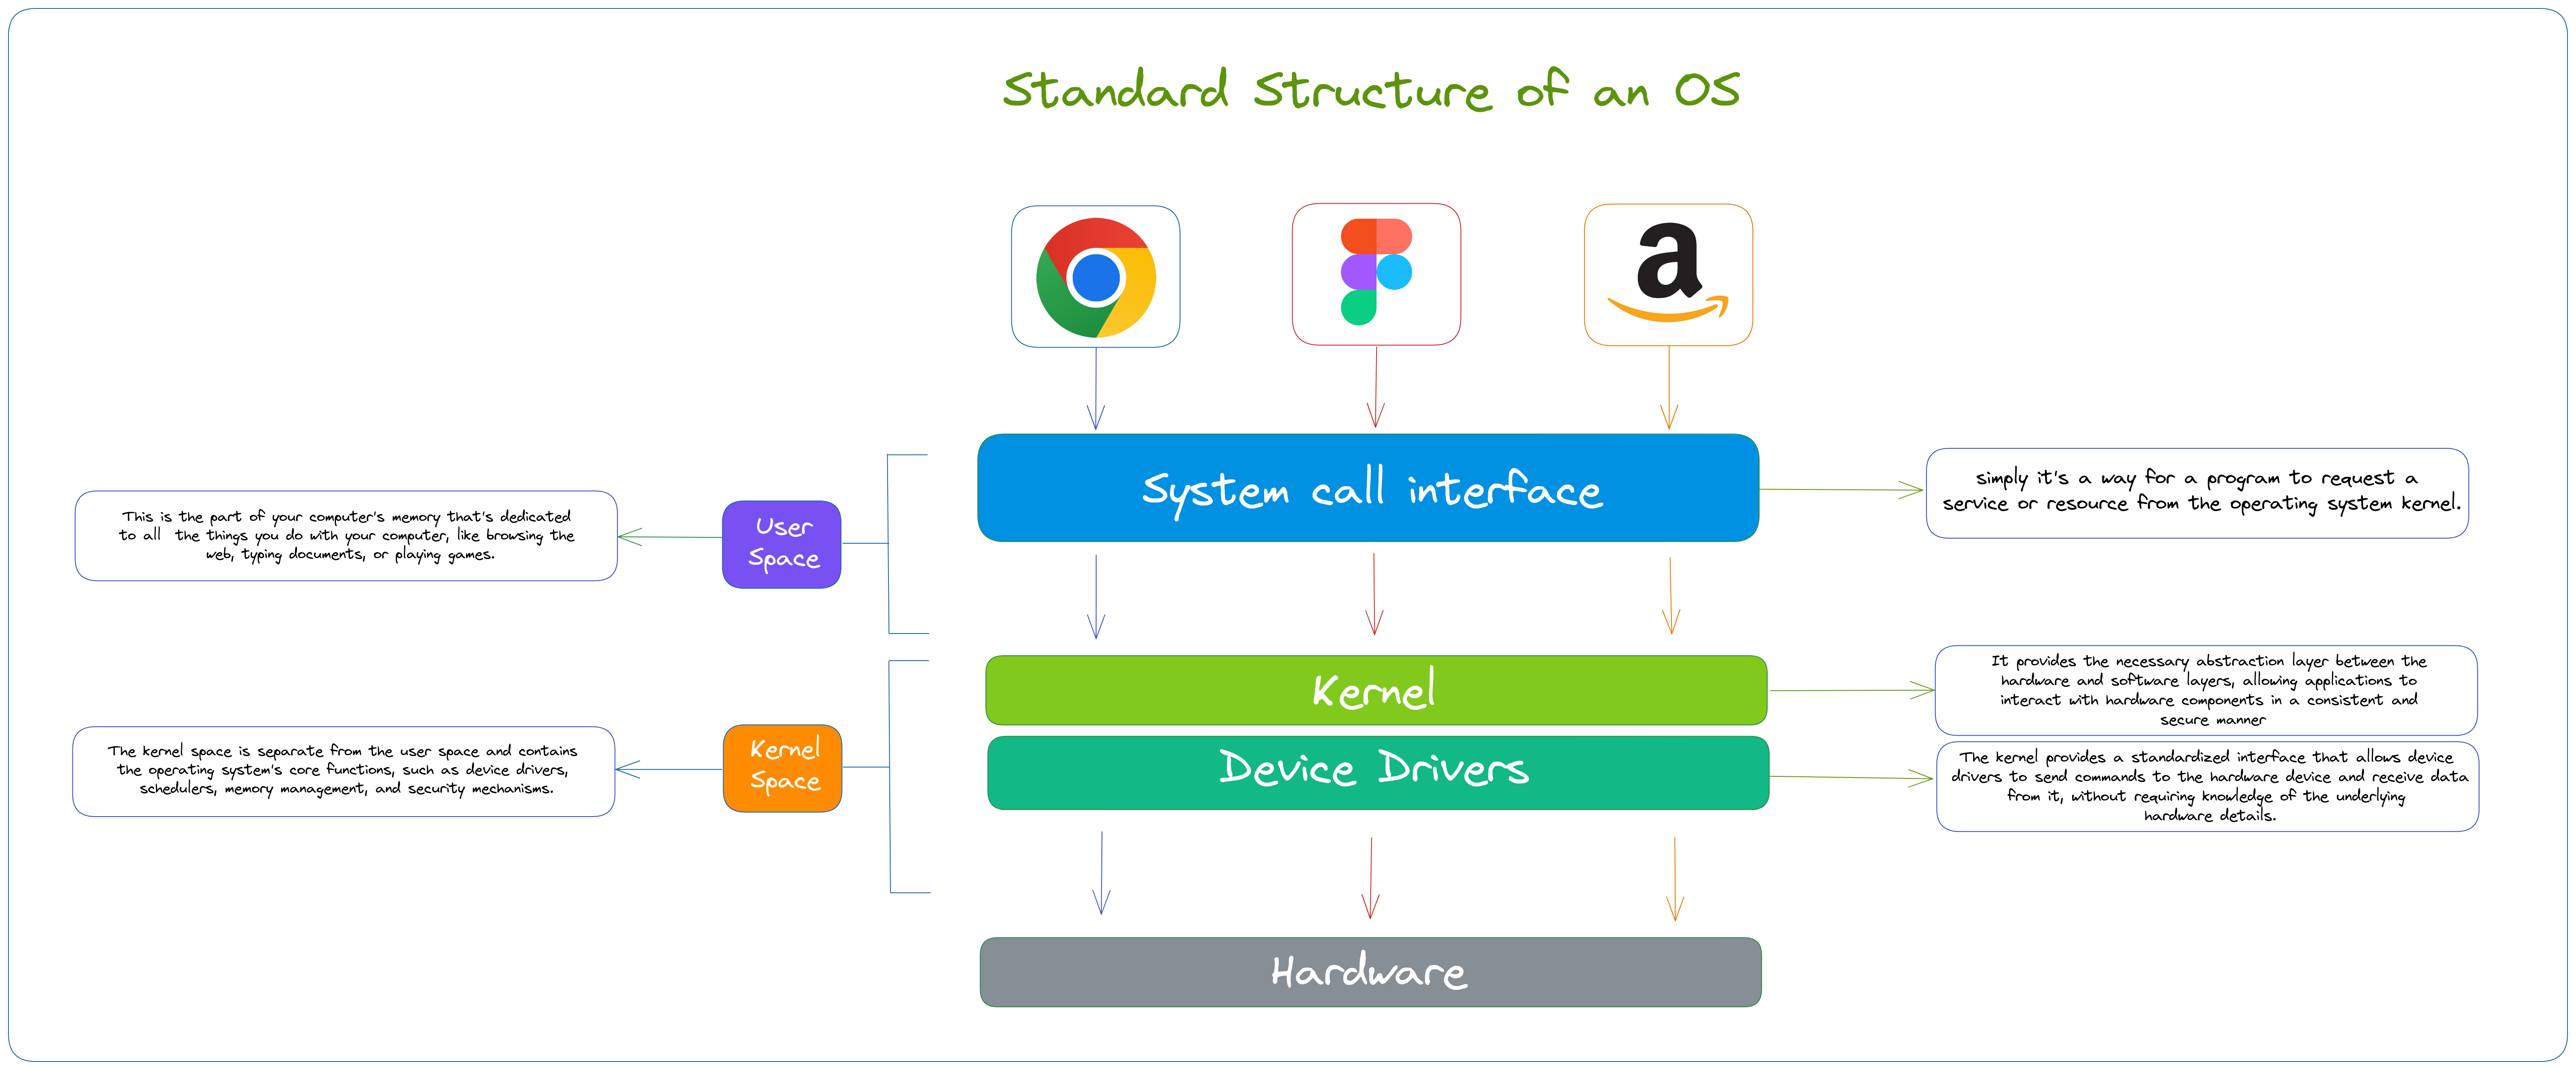 Standard Structure of an OS
a
System call interface
simply it's a way for a program to request a
service or resource from the operating system kernel.
User
Space
This is the part of your computer's memory that's dedicated
to all  the things you do with your computer, like browsing the
web, typing documents, or playing games.
Kernel
It provides the necessary abstraction layer between the
hardware and software layers, allowing applications to
interact with hardware components in a consistent and
secure manner
Kernel
Space
The kernel space is separate from the user space and contains
the operating system's core functions, such as device drivers,
schedulers, memory management, and security mechanisms.
Device Drivers
The kernel provides a standardized interface that allows device
drivers to send commands to the hardware device and receive data
from it, without requiring knowledge of the underlying
hardware details.
Hardware